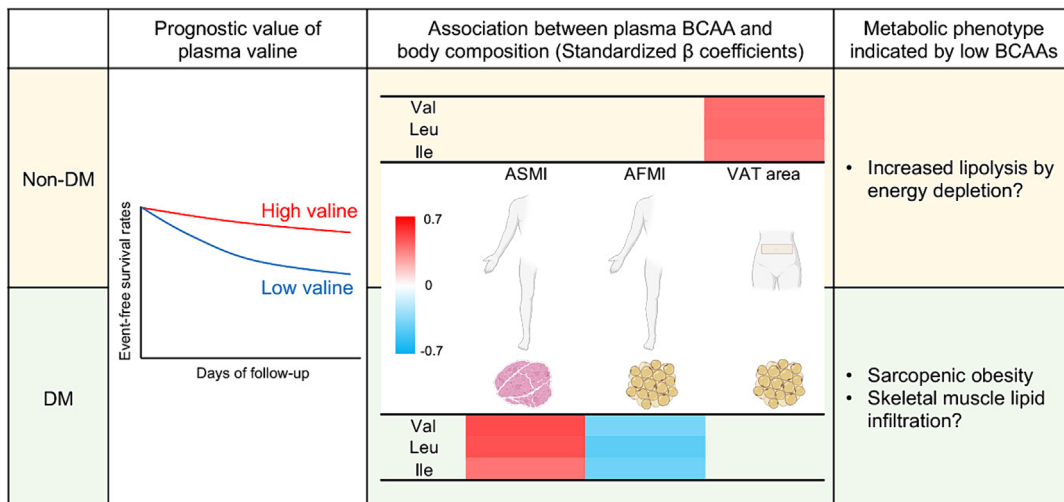 Prognostic value of
plasma valine
Association between plasma BCAA and
body composition (Standardized β coefficients)
Metabolic phenotype
indicated by low BCAAs
Non-DM
Event-free survival rates
High valine
Low valine
Days of follow-up
Val
Leu
Ile
ASMI
AFMI
VAT area
0.7
0
-0.7
• Increased lipolysis by
energy depletion?
DM
Val
Leu
Ile
• Sarcopenic obesity
• Skeletal muscle lipid
infiltration?